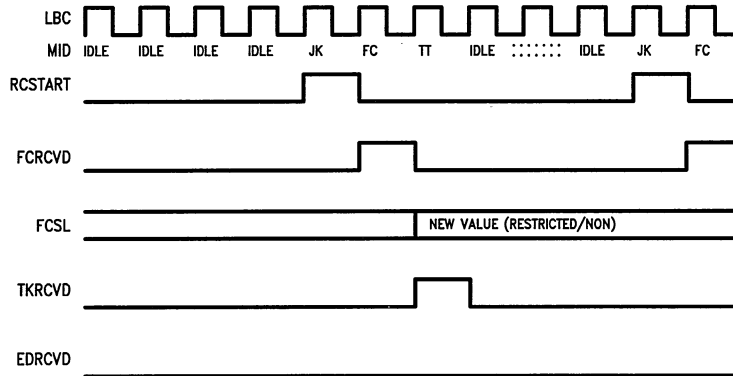 LBC
MID IDLE IDLE IDLE IDLE JK FC TT IDLE IDLE JK FC
RCSTART
FCRCVD
FCSL NEW VALUE (RESTRICTED/NON)
TKRCVD
EDRCVD